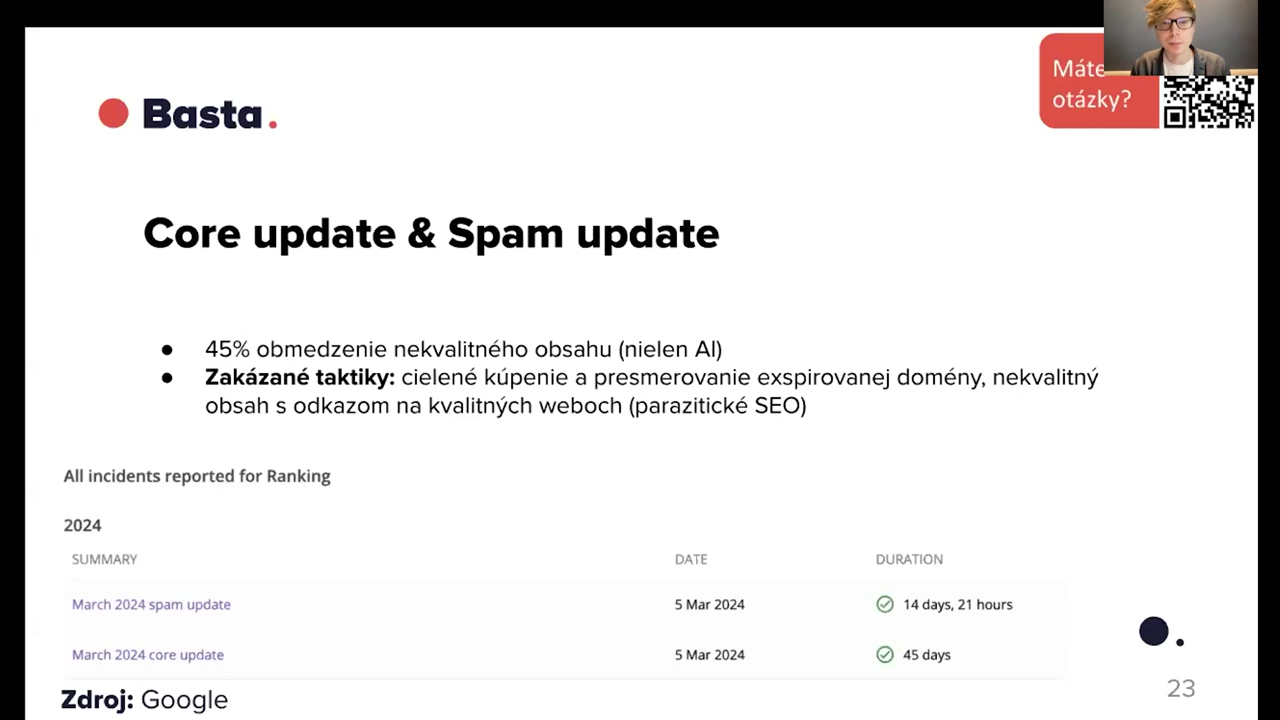 Máte
otázky?
Basta.
Core update & Spam update
● 45% obmedzenie nekvalitného obsahu (nielen AI)
● Zakázané taktiky: cielené kúpenie a presmerovanie exspirovanej domény, nekvalitný
obsah s odkazom na kvalitných weboch (parazitické SEO)
All incidents reported for Ranking
2024
SUMMARY DATE DURATION
March 2024 spam update 5 Mar 2024 14 days, 21 hours
March 2024 core update 5 Mar 2024 45 days
Zdroj: Google
23